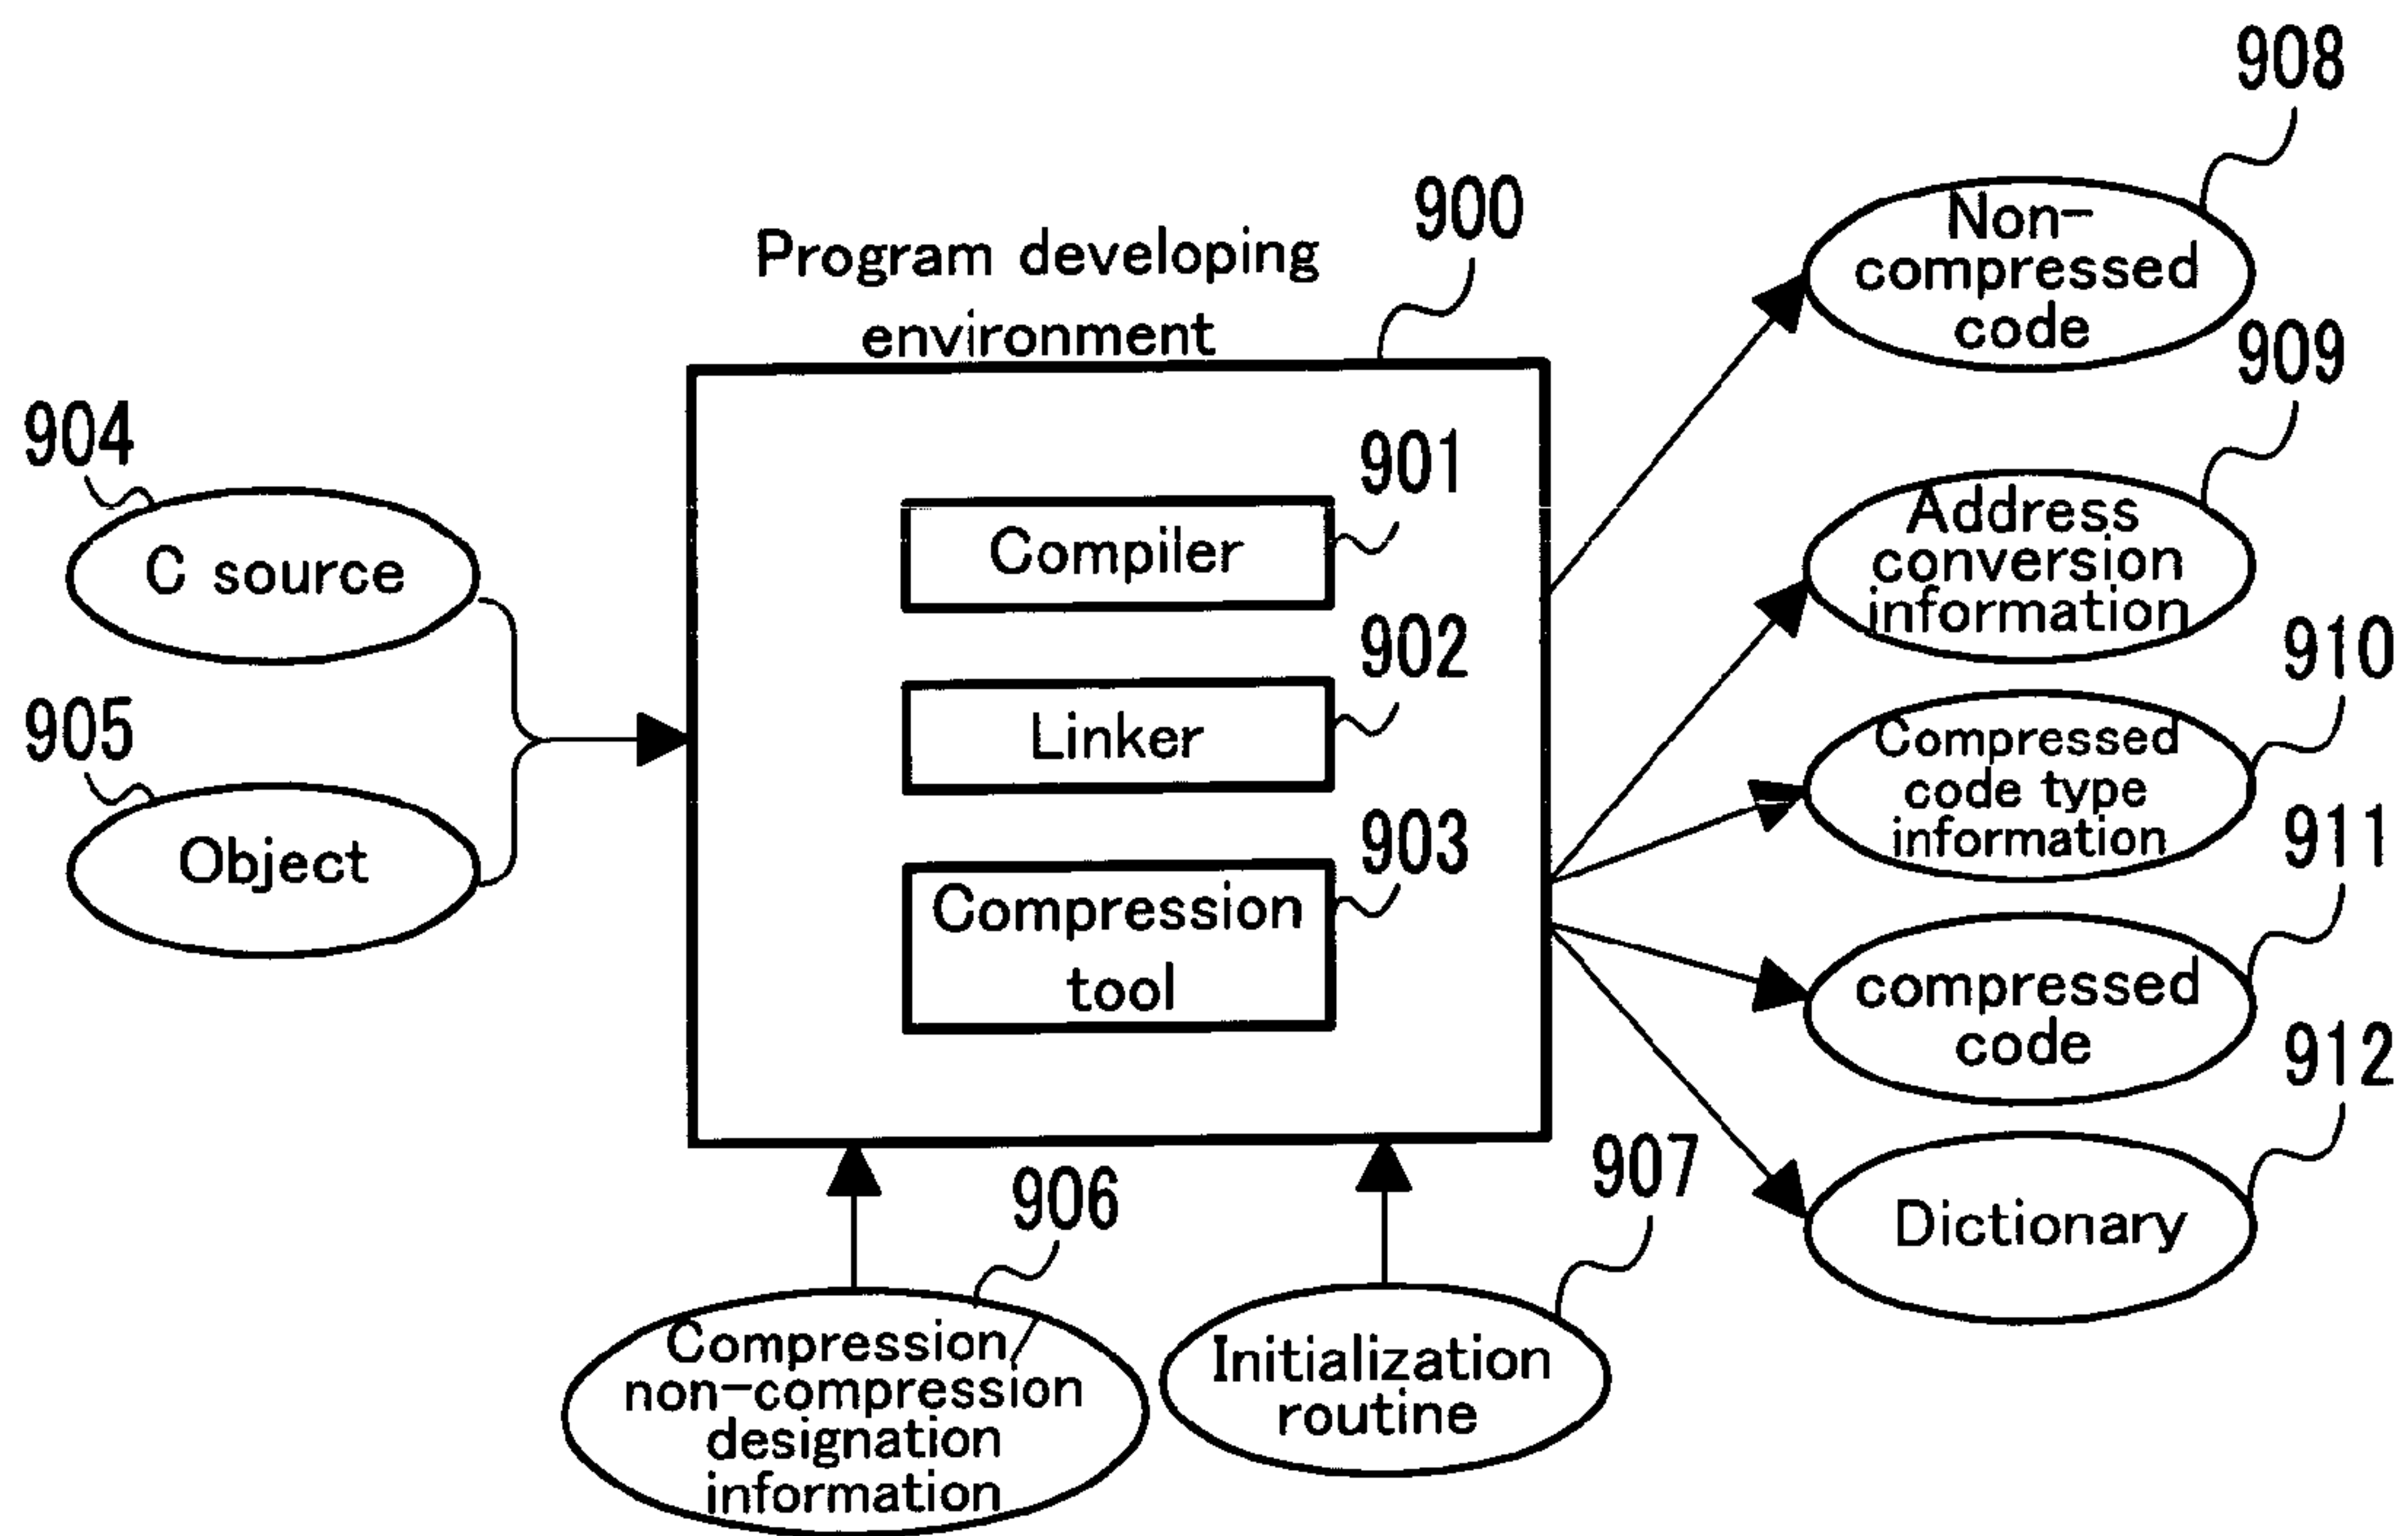 908
900
Program developing
environment
Non-
compressed
code
909
904
C source
901
Compiler
Address
conversion
information
902
Linker
910
Compressed
code type
information
905
Object
903
Compression
tool
911
compressed
code
912
Dictionary
906
Compression/
non-compression
designation
information
907
Initialization
routine